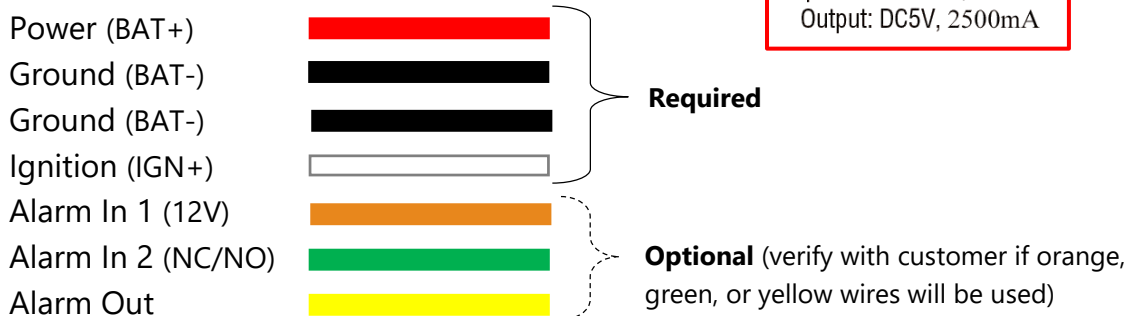 Output: DC5V, 2500mA
Power (BAT+)
Ground (BAT-)
Ground (BAT-)
Ignition (IGN+)
Required
Alarm In 1 (12V)
Alarm In 2 (NC/NO)
Alarm Out
Optional (verify with customer if orange,
green, or yellow wires will be used)